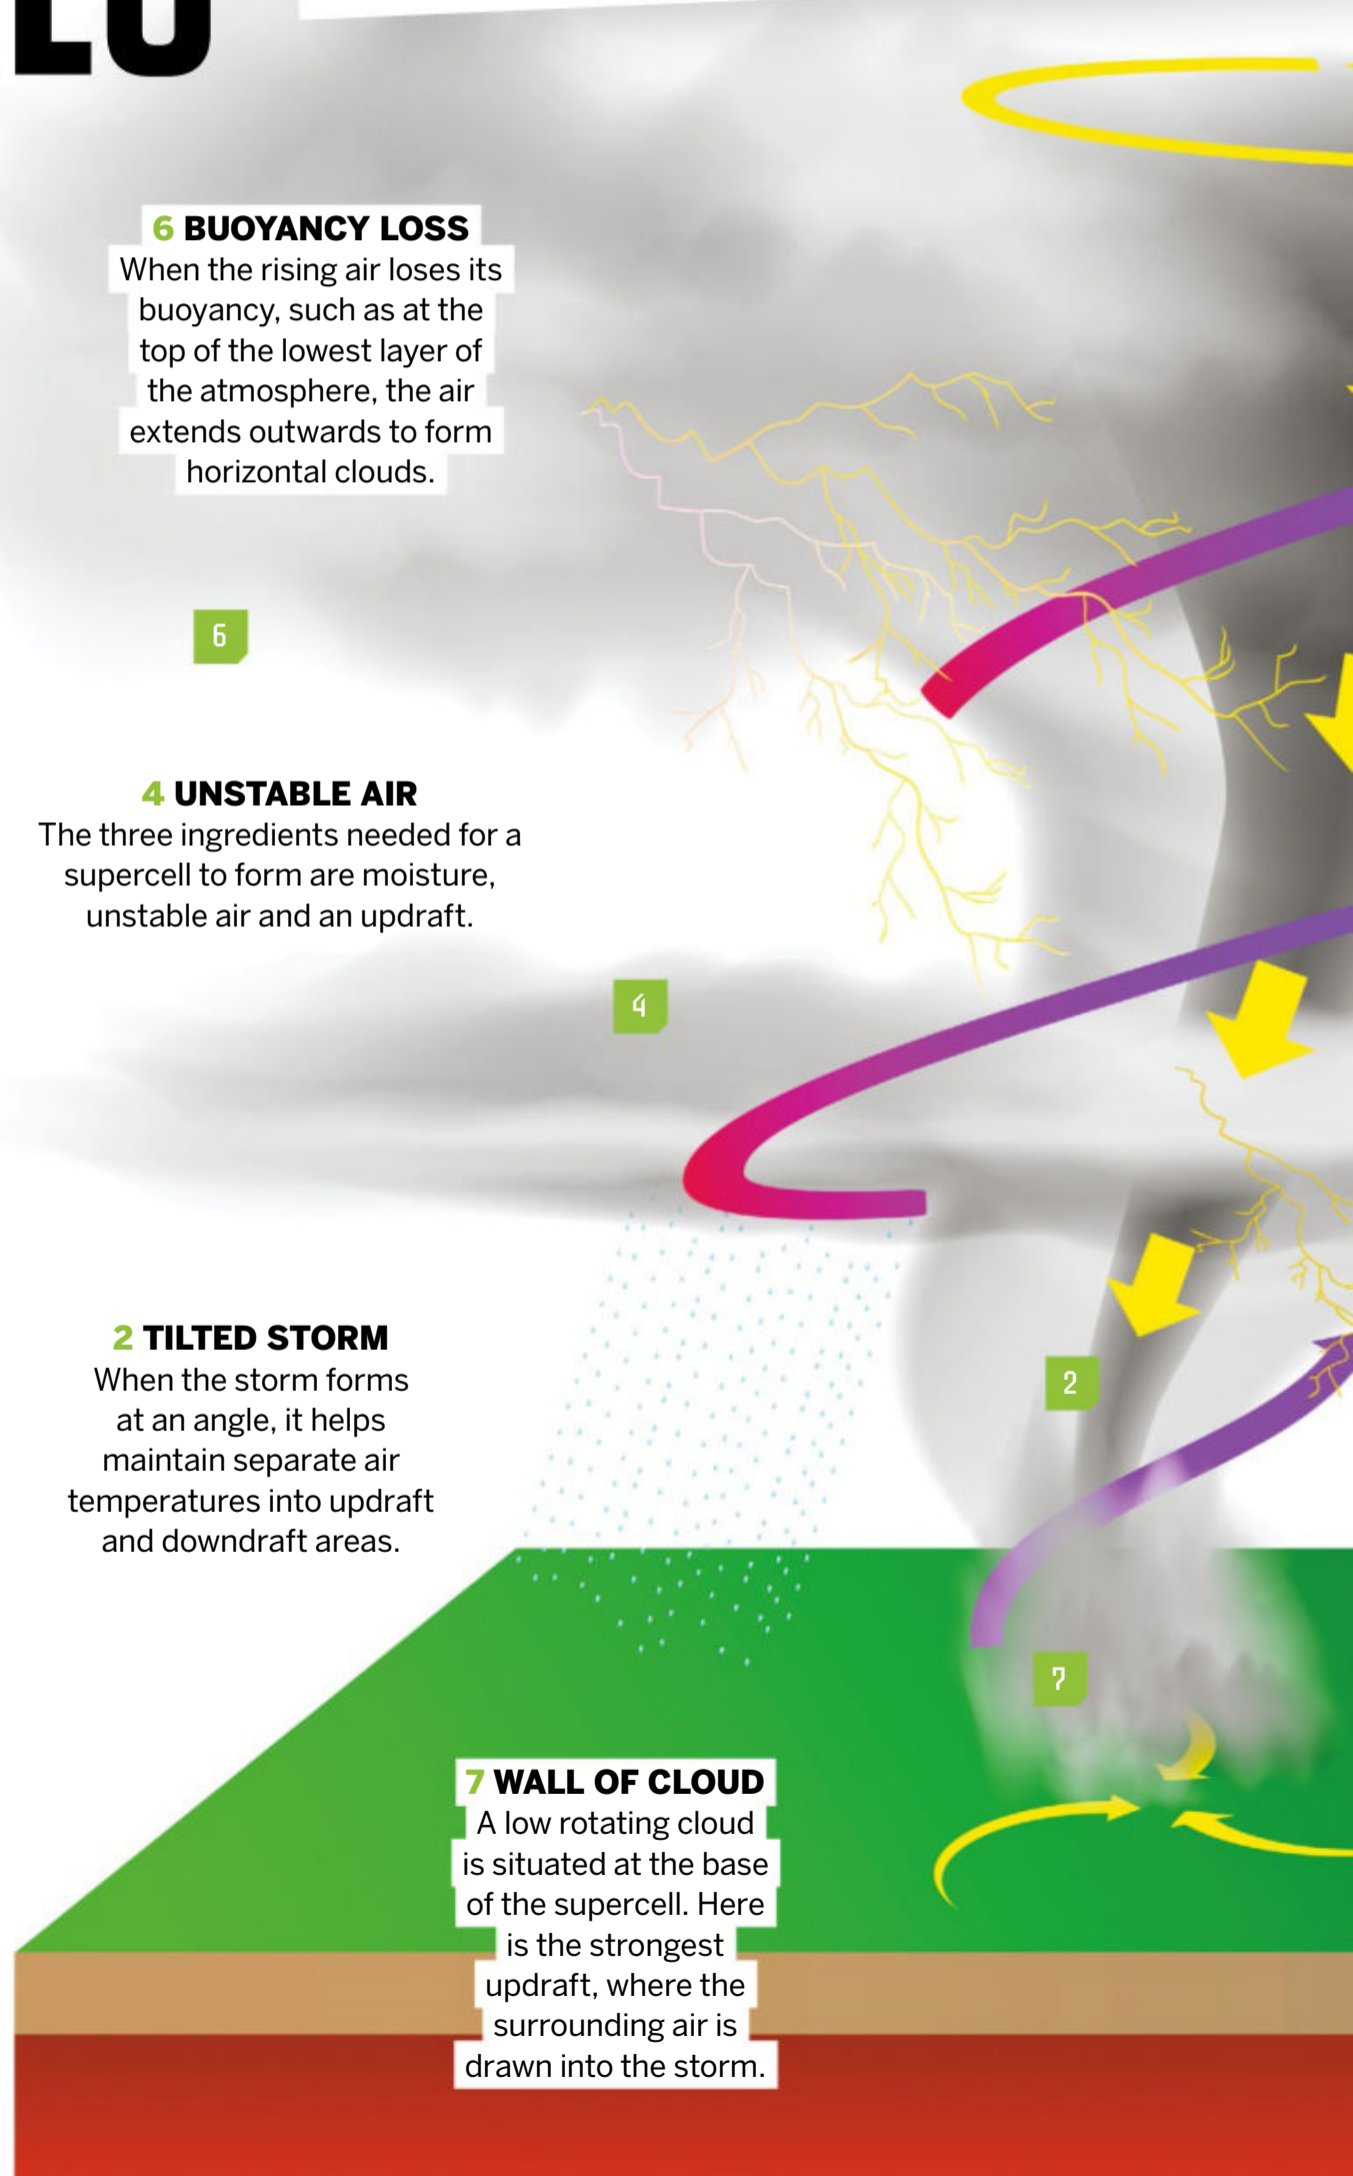 6 BUOYANCY LOSS
When the rising air loses its
buoyancy, such as at the
top of the lowest layer of
the atmosphere, the air
extends outwards to form
horizontal clouds.
6
4 UNSTABLE AIR
The three ingredients needed for a
supercell to form are moisture,
unstable air and an updraft.
4
2 TILTED STORM
When the storm forms
at an angle, it helps
maintain separate air
temperatures into updraft
and downdraft areas.
2
7
7 WALL OF CLOUD
A low rotating cloud
is situated at the base
of the supercell. Here
is the strongest
updraft, where the
surrounding air is
drawn into the storm.